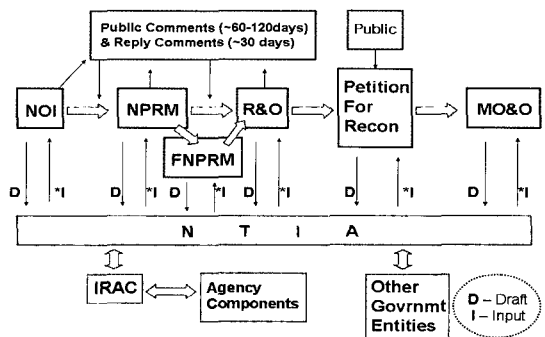 Public Comments (~60-120days)
& Reply Comments (~30 days)
Public
NOI
NPRM
R&O
Petition
For
Recon
MO&O
FNPRM
D *I D *I D *I D *I D *I D *I
N T I A
IRAC
Agency
Components
Other
Govrnmt
Entities
D – Draft
I – Input